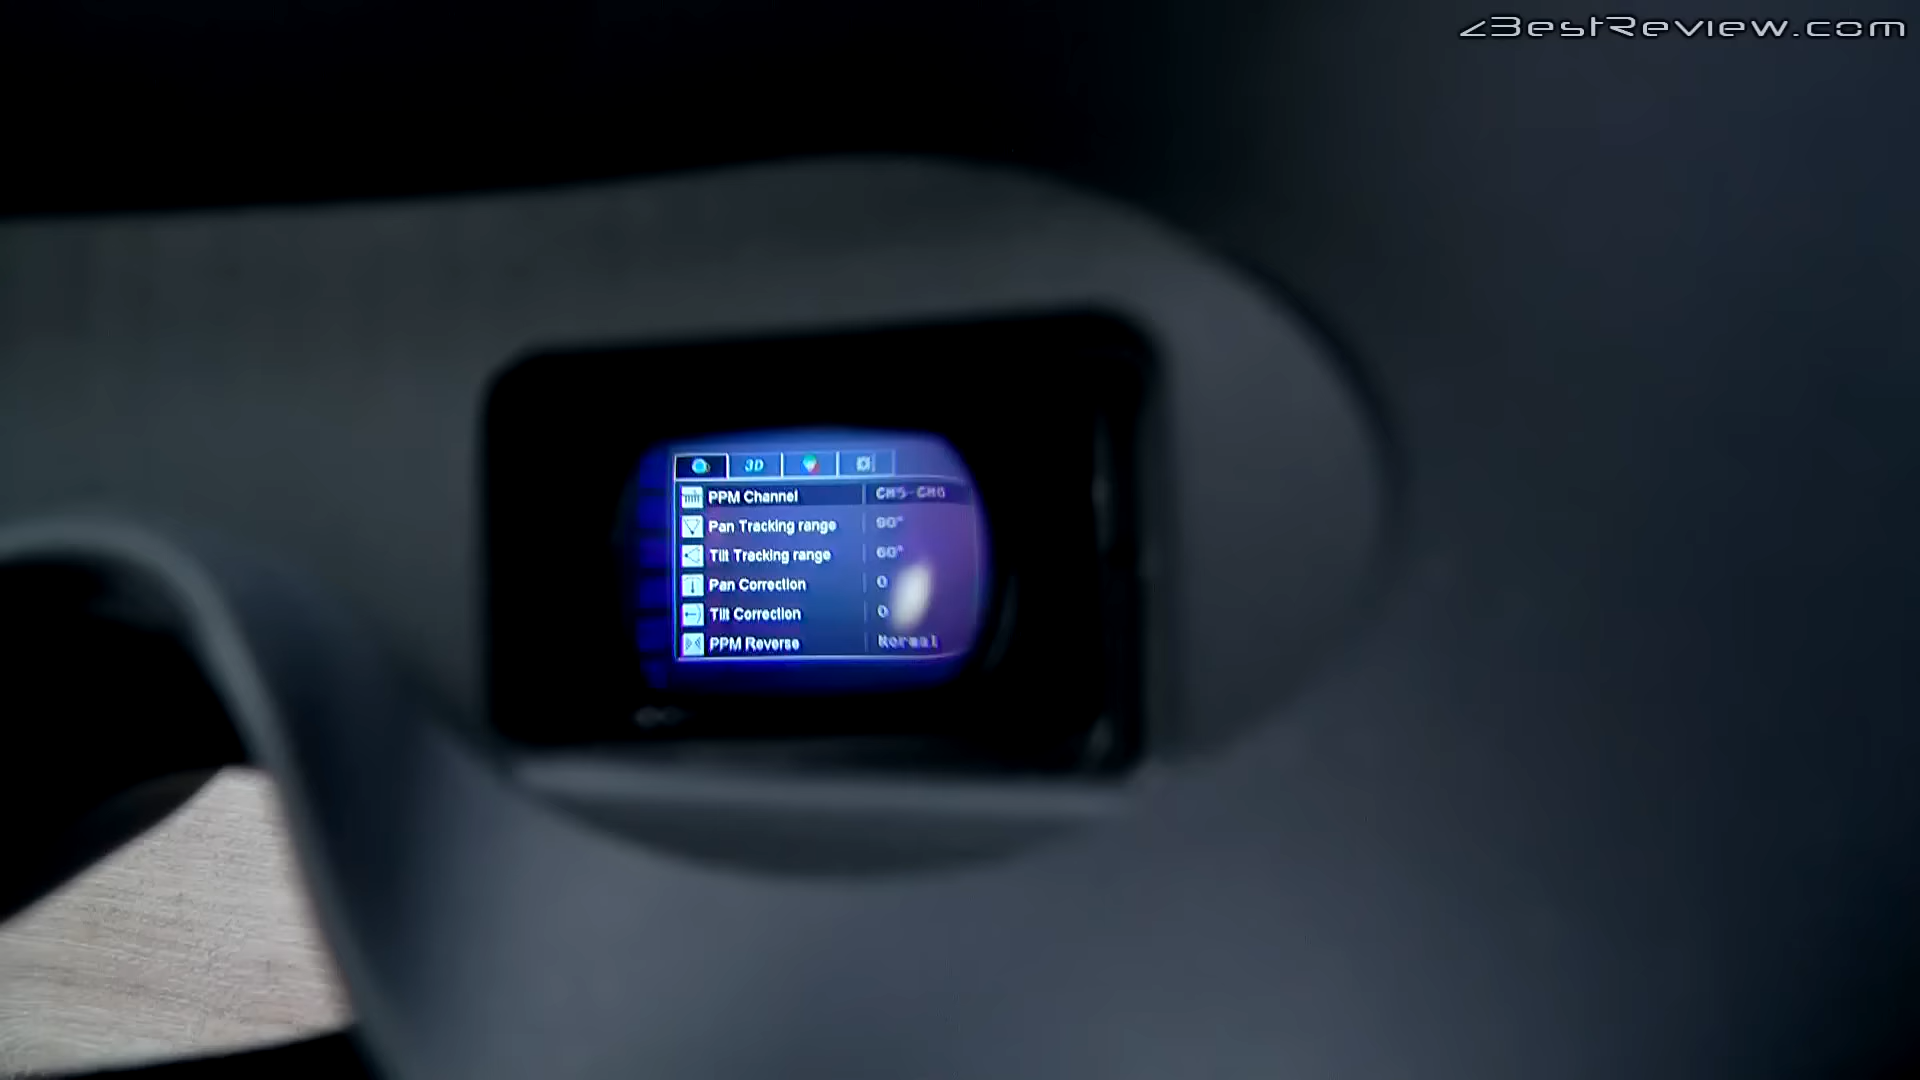 zBestReview.com
3D
PPM Channel CH5-CH6
Pan Tracking range 90°
Tilt Tracking range 60°
Pan Correction 0
Tilt Correction 0
PPM Reverse Normal